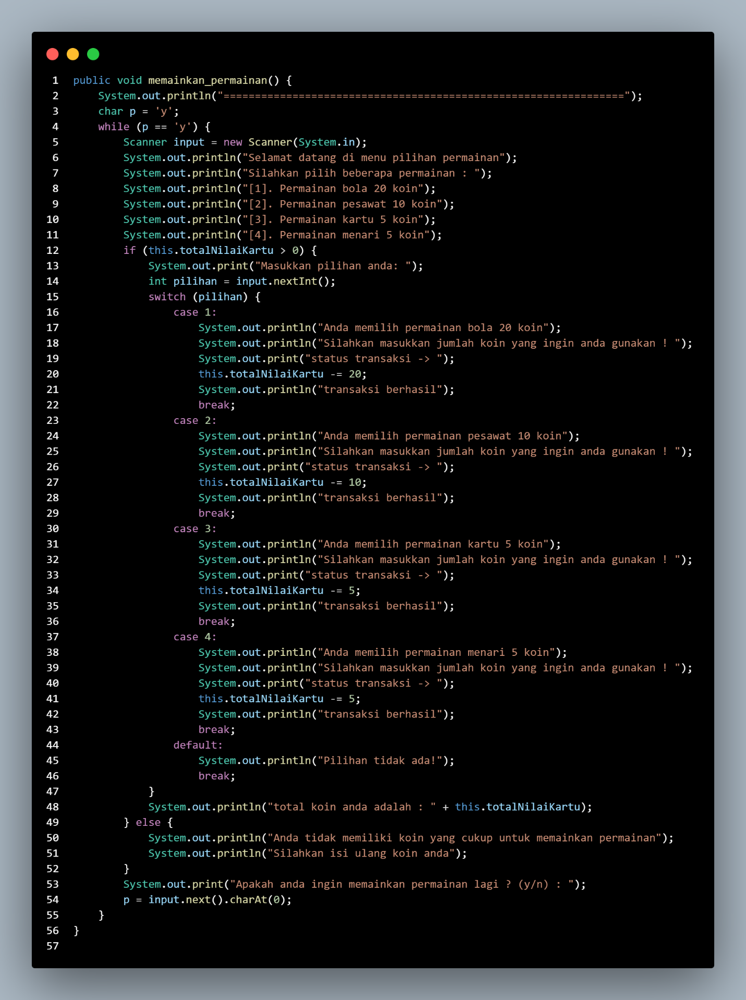 1 public void memainkan_permainan() {
2     System.out.println("================================================================");
3     char p = 'y';
4     while (p == 'y') {
5         Scanner input = new Scanner(System.in);
6         System.out.println("Selamat datang di menu pilihan permainan");
7         System.out.println("Silahkan pilih beberapa permainan : ");
8         System.out.println("[1]. Permainan bola 20 koin");
9         System.out.println("[2]. Permainan pesawat 10 koin");
10         System.out.println("[3]. Permainan kartu 5 koin");
11         System.out.println("[4]. Permainan menari 5 koin");
12         if (this.totalNilaiKartu > 0) {
13             System.out.print("Masukkan pilihan anda: ");
14             int pilihan = input.nextInt();
15             switch (pilihan) {
16                 case 1:
17                     System.out.println("Anda memilih permainan bola 20 koin");
18                     System.out.println("Silahkan masukkan jumlah koin yang ingin anda gunakan ! ");
19                     System.out.print("status transaksi -> ");
20                     this.totalNilaiKartu -= 20;
21                     System.out.println("transaksi berhasil");
22                     break;
23                 case 2:
24                     System.out.println("Anda memilih permainan pesawat 10 koin");
25                     System.out.println("Silahkan masukkan jumlah koin yang ingin anda gunakan ! ");
26                     System.out.print("status transaksi -> ");
27                     this.totalNilaiKartu -= 10;
28                     System.out.println("transaksi berhasil");
29                     break;
30                 case 3:
31                     System.out.println("Anda memilih permainan kartu 5 koin");
32                     System.out.println("Silahkan masukkan jumlah koin yang ingin anda gunakan ! ");
33                     System.out.print("status transaksi -> ");
34                     this.totalNilaiKartu -= 5;
35                     System.out.println("transaksi berhasil");
36                     break;
37                 case 4:
38                     System.out.println("Anda memilih permainan menari 5 koin");
39                     System.out.println("Silahkan masukkan jumlah koin yang ingin anda gunakan ! ");
40                     System.out.print("status transaksi -> ");
41                     this.totalNilaiKartu -= 5;
42                     System.out.println("transaksi berhasil");
43                     break;
44                 default:
45                     System.out.println("Pilihan tidak ada!");
46                     break;
47             }
48             System.out.println("total koin anda adalah : " + this.totalNilaiKartu);
49         } else {
50             System.out.println("Anda tidak memiliki koin yang cukup untuk memainkan permainan");
51             System.out.println("Silahkan isi ulang koin anda");
52         }
53         System.out.print("Apakah anda ingin memainkan permainan lagi ? (y/n) : ");
54         p = input.next().charAt(0);
55     }
56 }
57